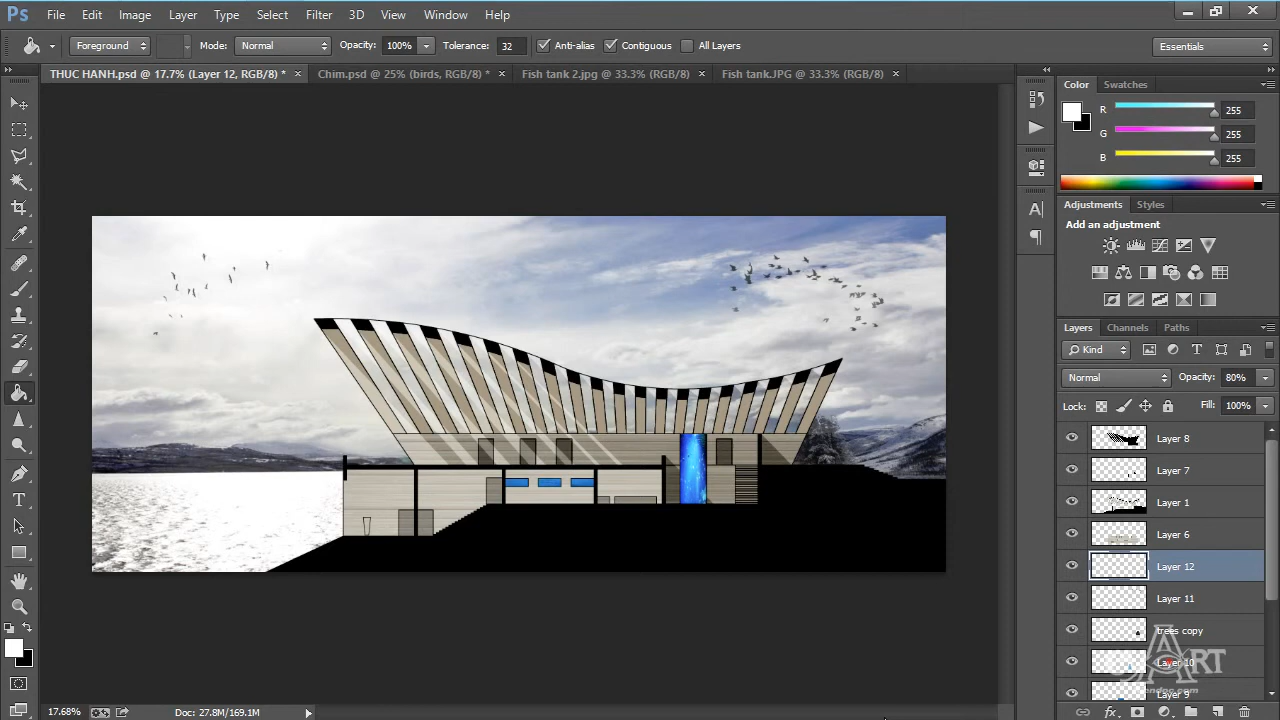 Ps File Edit Image Layer Type Select Filter 3D View Window Help
Foreground Mode: Normal Opacity: 100% Tolerance: 32 Anti-alias Contiguous All Layers Essentials
THUC HANH.psd @ 17.7% (Layer 12, RGB/8) * × Chim.psd @ 25% (birds, RGB/8) * × Fish tank 2.jpg @ 33.3% (RGB/8) × Fish tank.JPG @ 33.3% (RGB/8) ×
Color Swatches
R 255
G 255
B 255
Adjustments Styles
Add an adjustment
Layers Channels Paths
Kind
Normal Opacity: 80%
Lock: Fill: 100%
Layer 8
Layer 7
Layer 1
Layer 6
Layer 12
Layer 11
trees copy
Layer 10
Layer 9
ART
17.68% Doc: 27.8M/169.1M